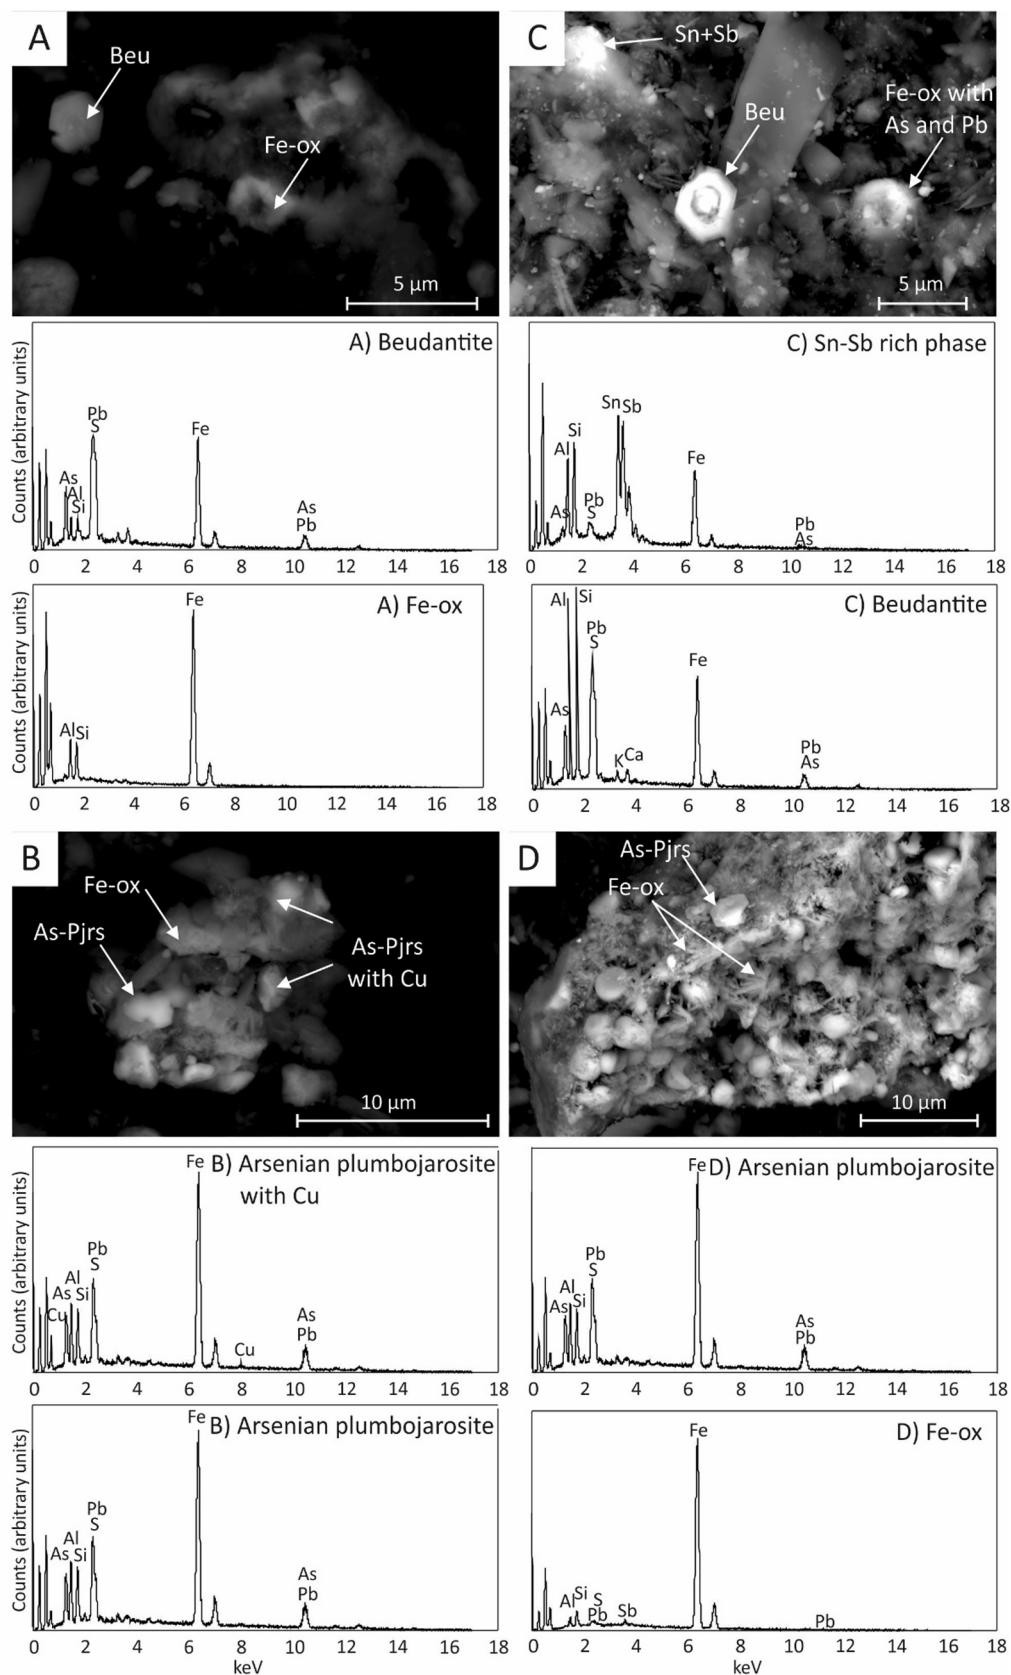 A
Beu
Fe-ox
5 µm
C
Sn+Sb
Beu
Fe-ox with
As and Pb
5 µm
Counts (arbitrary units)
A) Beudantite
Pb
S
As
Al
Si
Fe
As
Pb
0 2 4 6 8 10 12 14 16 18
C) Sn-Sb rich phase
Sn Sb
Si
Al
As
Pb
S
Fe
Pb
As
0 2 4 6 8 10 12 14 16 18
Counts (arbitrary units)
A) Fe-ox
Fe
Al Si
0 2 4 6 8 10 12 14 16 18
C) Beudantite
Al Si
Pb
S
As
K Ca
Fe
Pb
As
0 2 4 6 8 10 12 14 16 18
B
Fe-ox
As-Pjrs
As-Pjrs
with Cu
10 µm
D
As-Pjrs
Fe-ox
10 µm
Counts (arbitrary units)
B) Arsenian plumbojarosite
with Cu
Fe
Pb
S
Al
As Si
Cu
Cu
As
Pb
0 2 4 6 8 10 12 14 16 18
D) Arsenian plumbojarosite
Fe
Pb
S
Al
As Si
As
Pb
0 2 4 6 8 10 12 14 16 18
Counts (arbitrary units)
B) Arsenian plumbojarosite
Fe
Pb
S
Al
As Si
As
Pb
0 2 4 6 8 10 12 14 16 18
keV
D) Fe-ox
Fe
Al Si S
Pb Sb
Pb
0 2 4 6 8 10 12 14 16 18
keV